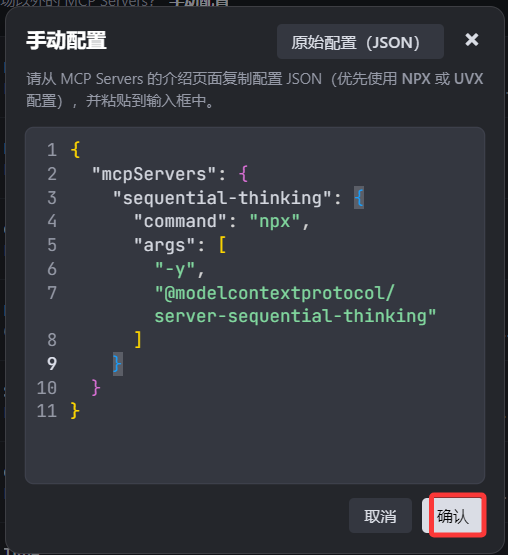 手动配置
原始配置（JSON）
请从 MCP Servers 的介绍页面复制配置 JSON（优先使用 NPX 或 UVX
配置），并粘贴到输入框中。
1 {
2 "mcpServers": {
3 "sequential-thinking": {
4 "command": "npx",
5 "args": [
6 "-y",
7 "@modelcontextprotocol/
server-sequential-thinking"
8 ]
9 }
10 }
11 }
取消
确认